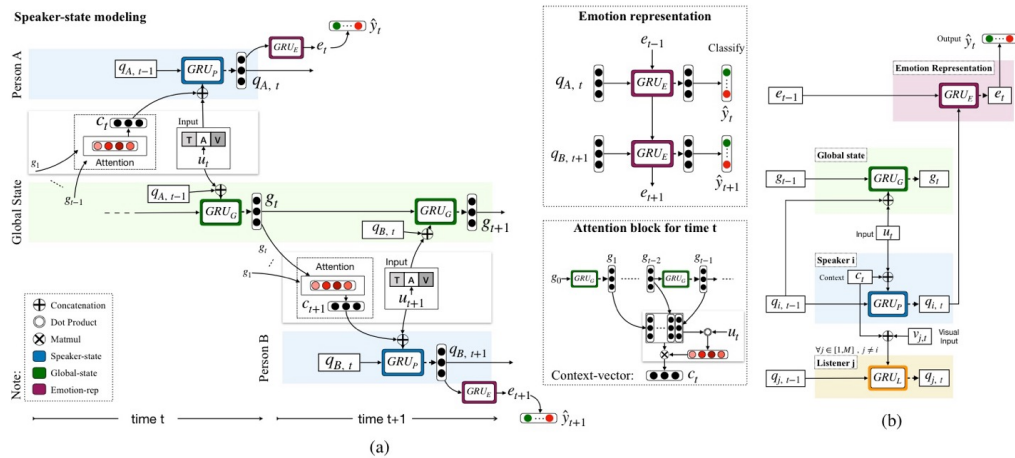 Speaker-state modeling
Person A
q_{A, t-1}
GRU_P
q_{A, t}
GRU_E
e_t
ŷ_t
c_t
Attention
g_1
g_{t-1}
Input
T A V
u_t
Global State
q_{A, t-1}
GRU_G
g_t
q_{B, t}
GRU_G
g_{t+1}
g_t
g_1
Attention
c_{t+1}
Input
T A V
u_{t+1}
Person B
q_{B, t}
GRU_P
q_{B, t+1}
GRU_E
e_{t+1}
ŷ_{t+1}
Note:
Concatenation
Dot Product
Matmul
Speaker-state
Global-state
Emotion-rep
time t
time t+1
(a)
Emotion representation
e_{t-1}
Classify
q_{A, t}
GRU_E
ŷ_t
q_{B, t+1}
GRU_E
ŷ_{t+1}
e_{t+1}
Attention block for time t
g_0
GRU_G
g_1
g_{t-2}
GRU_G
g_{t-1}
u_t
Context-vector:
c_t
Output ŷ_t
Emotion Representation
e_{t-1}
GRU_E
e_t
Global state
g_{t-1}
GRU_G
g_t
Input
u_t
Speaker i
Context
c_t
q_{i, t-1}
GRU_P
q_{i, t}
v_{j,t}
Visual Input
∀j ∈ [1,M] , j ≠ i
Listener j
q_{j, t-1}
GRU_L
q_{j, t}
(b)